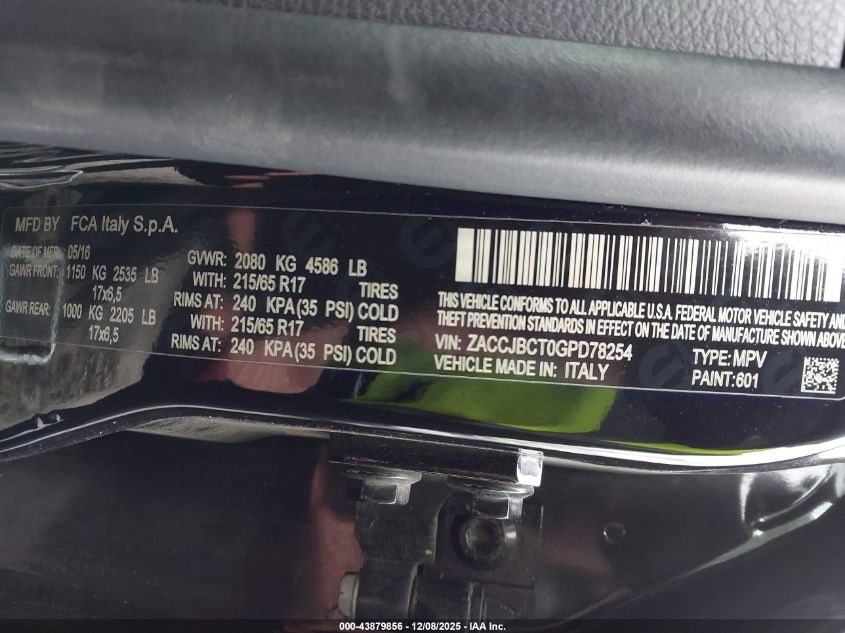 MFD BY FCA Italy S.p.A.
DATE OF MFR 05/16
GAWR FRONT: 1150 KG 2535 LB
17x6,5
GAWR REAR: 1000 KG 2205 LB
17x6,5
GVWR: 2080 KG 4586 LB
WITH: 215/65 R17 TIRES
RIMS AT: 240 KPA (35 PSI) COLD
WITH: 215/65 R17 TIRES
RIMS AT: 240 KPA (35 PSI) COLD
THIS VEHICLE CONFORMS TO ALL APPLICABLE U.S.A. FEDERAL MOTOR VEHICLE SAFETY
THEFT PREVENTION STANDARDS IN EFFECT ON THE DATE OF MANUFACTURE SHOWN ABOV
VIN: ZACCJBCT0GPD78254 TYPE: MPV
VEHICLE MADE IN: ITALY PAINT: 601
000-43879856 - 12/08/2025 - IAA Inc.